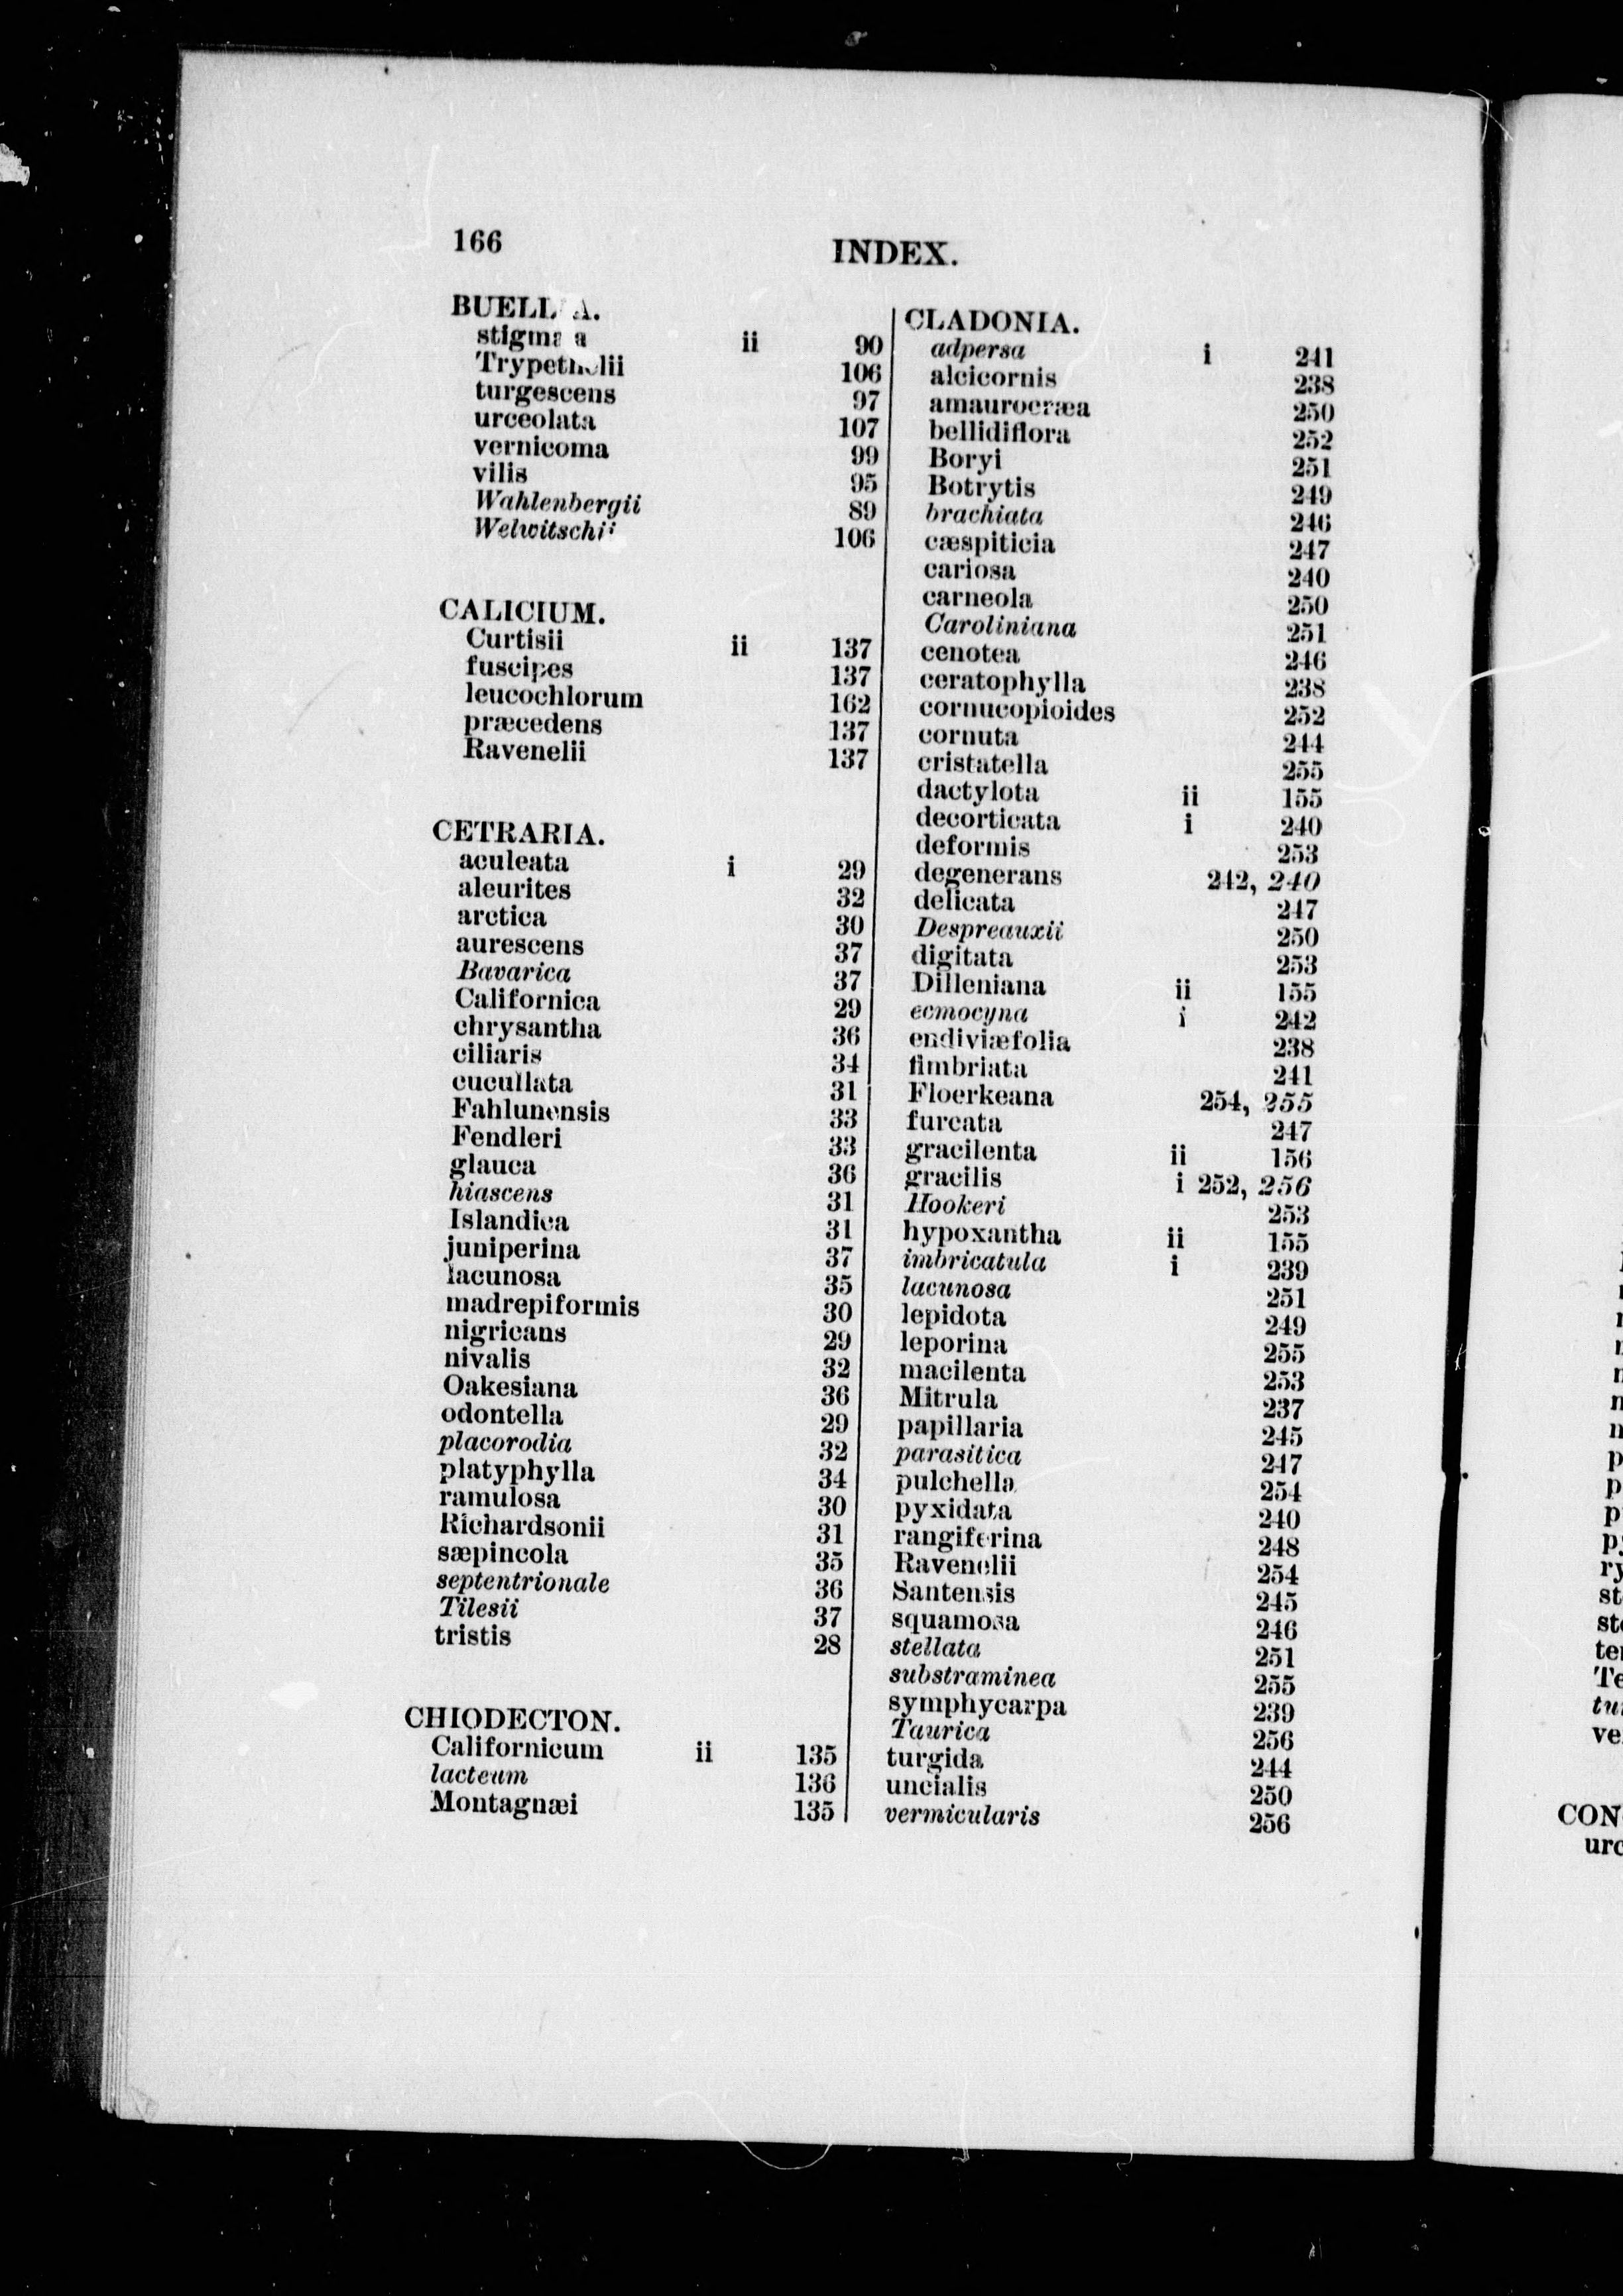 166
INDEX.
BUELLIA.
stigmaea ii 90
Trypethelii 106
turgescens 97
urceolata 107
vernicoma 99
vilis 95
Wahlenbergii 89
Welwitschii 106
CALICIUM.
Curtisii ii 137
fuscipes 137
leucochlorum 162
præcedens 137
Ravenelii 137
CETRARIA.
aculeata i 29
aleurites 32
arctica 30
aurescens 37
Bavarica 37
Californica 29
chrysantha 36
ciliaris 34
cucullata 31
Fahlunensis 33
Fendleri 33
glauca 36
hiascens 31
Islandica 31
juniperina 37
lacunosa 35
madrepiformis 30
nigricans 29
nivalis 32
Oakesiana 36
odontella 29
placorodia 32
platyphylla 34
ramulosa 30
Richardsonii 31
sæpincola 35
septentrionale 36
Tilesii 37
tristis 28
CHIODECTON.
Californicum ii 135
lacteum 136
Montagnæi 135
CLADONIA.
adpersa i 241
alcicornis 238
amaurocræa 250
bellidiflora 252
Boryi 251
Botrytis 249
brachiata 246
cæspiticia 247
cariosa 240
carneola 250
Caroliniana 251
cenotea 246
ceratophylla 238
cornucopioides 252
cornuta 244
cristatella 255
dactylota ii 155
decorticata i 240
deformis 253
degenerans 242, 240
delicata 247
Despreauxii 250
digitata 253
Dilleniana ii 155
ecmocyna i 242
endiviæfolia 238
fimbriata 241
Floerkeana 254, 255
furcata 247
gracilenta ii 156
gracilis i 252, 256
Hookeri 253
hypoxantha ii 155
imbricatula i 239
lacunosa 251
lepidota 249
leporina 255
macilenta 253
Mitrula 237
papillaria 245
parasitica 247
pulchella 254
pyxidata 240
rangiferina 248
Ravenelii 254
Santensis 245
squamosa 246
stellata 251
substraminea 255
symphycarpa 239
Taurica 256
turgida 244
uncialis 250
vermicularis 256